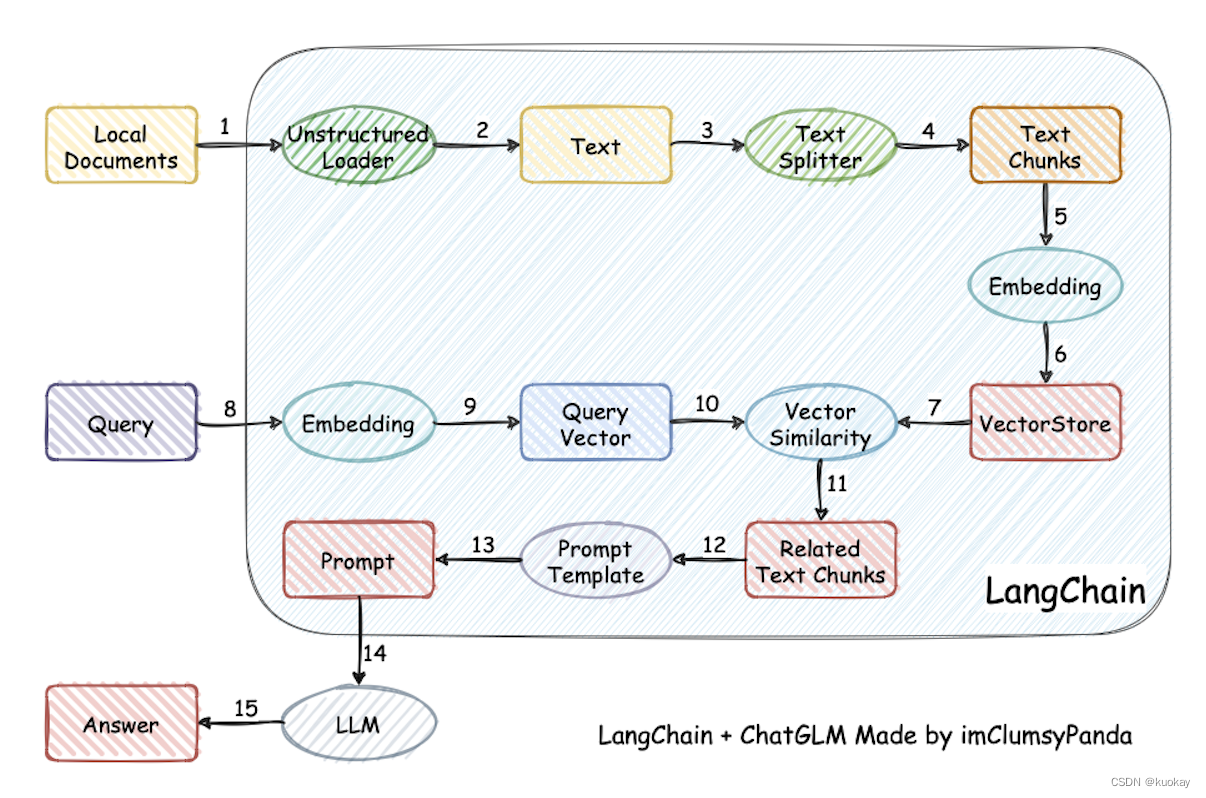 Local
Documents
1
Unstructured
Loader
2
Text
3
Text
Splitter
4
Text
Chunks
5
Embedding
6
Query
8
Embedding
9
Query
Vector
10
Vector
Similarity
7
VectorStore
11
Prompt
13
Prompt
Template
12
Related
Text Chunks
LangChain
14
Answer
15
LLM
LangChain + ChatGLM Made by imClumsyPanda
CSDN @kuokay